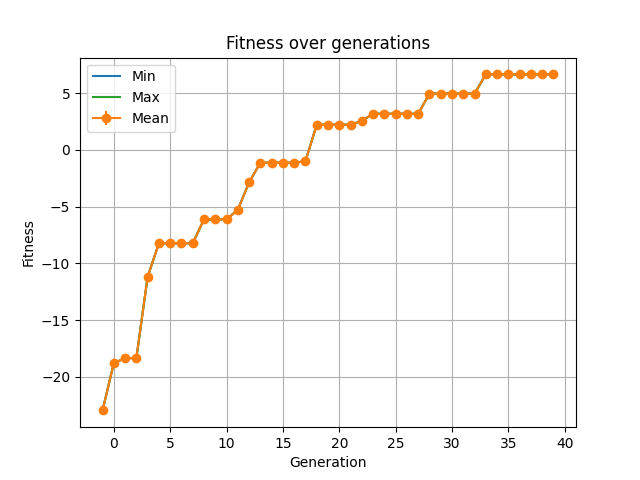 Fitness over generations
Min
Max
Mean
5
0
−5
−10
−15
−20
Fitness
0 5 10 15 20 25 30 35 40
Generation